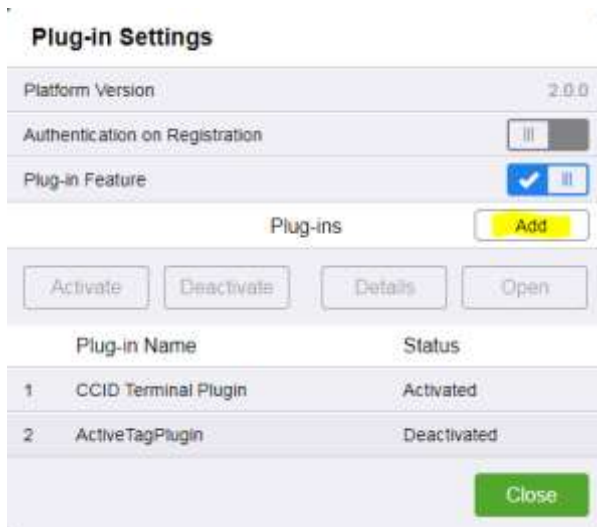 Plug-in Settings
Platform Version 2.0.0
Authentication on Registration
Plug-in Feature
Plug-ins Add
Activate Deactivate Details Open
Plug-in Name Status
1 CCID Terminal Plugin Activated
2 ActiveTagPlugin Deactivated
Close